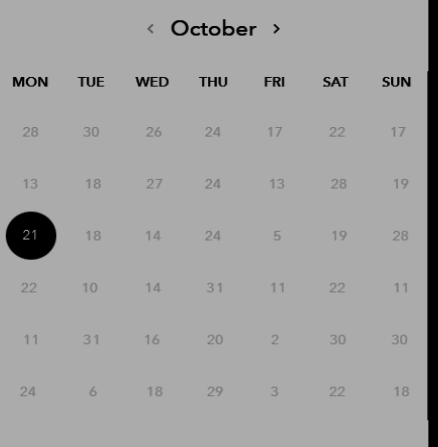 ‹ October ›
MON TUE WED THU FRI SAT SUN
28 30 26 24 17 22 17
13 18 27 24 13 28 19
21 18 14 24 5 19 28
22 10 14 31 11 22 11
11 31 16 20 2 30 30
24 6 18 29 3 22 18